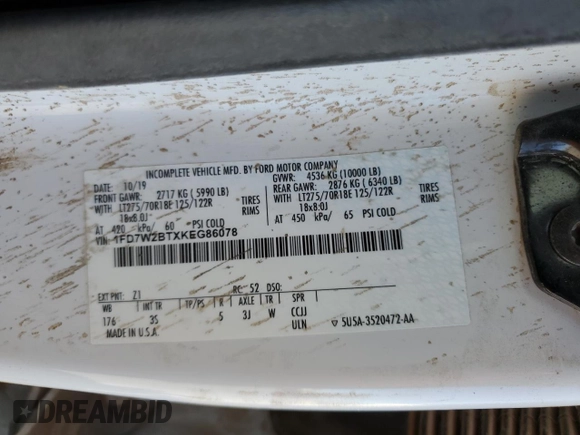 INCOMPLETE VEHICLE MFD. BY FORD MOTOR COMPANY
DATE: 10/19 GVWR: 4536 KG (10000 LB)
FRONT GAWR: 2717 KG (5990 LB) REAR GAWR: 2876 KG (6340 LB)
WITH LT275/70R18E 125/122R TIRES WITH LT275/70R18E 125/122R TIRES
18x8.0J RIMS 18x8.0J RIMS
AT 420 kPa/ 60 PSI COLD AT 450 kPa/ 65 PSI COLD
VIN: 1FD7W2BTXKEG86078
EXT PNT: Z1 RC: 52 DSO:
WB INT TR TP/PS R AXLE TR SPR
176 3S 5 3J W CCJJ
MADE IN U.S.A. ULN ▽ 5U5A-3520472-AA
DREAMBID